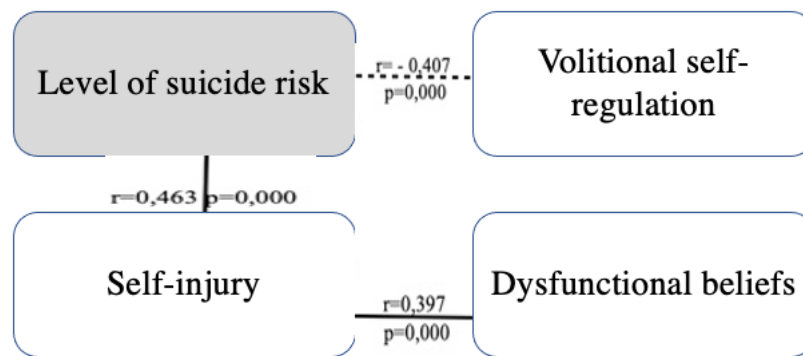 Level of suicide risk
r= - 0,407
p=0,000
Volitional self-
regulation
r=0,463 p=0,000
Self-injury
r=0,397
p=0,000
Dysfunctional beliefs